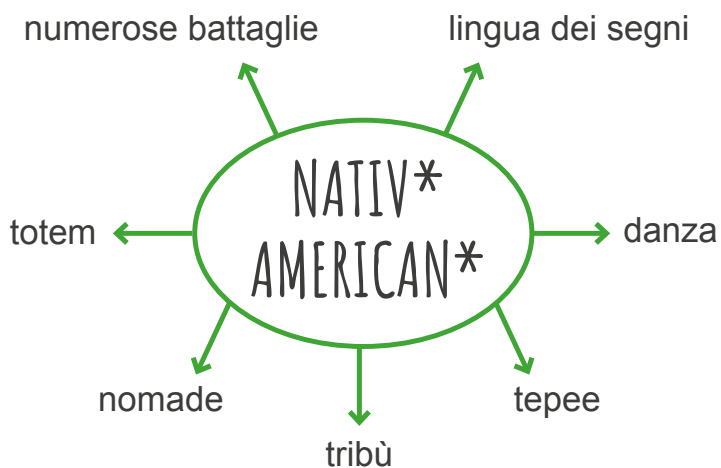 numerose battaglie
lingua dei segni
NATIV*
AMERICAN*
totem
danza
nomade
tepee
tribù